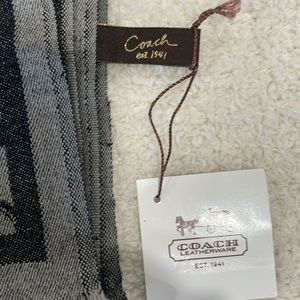 Coach
est. 1941
COACH
LEATHERWARE
EST. 1941